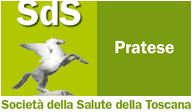 SdS
Pratese
Società della Salute della Toscana